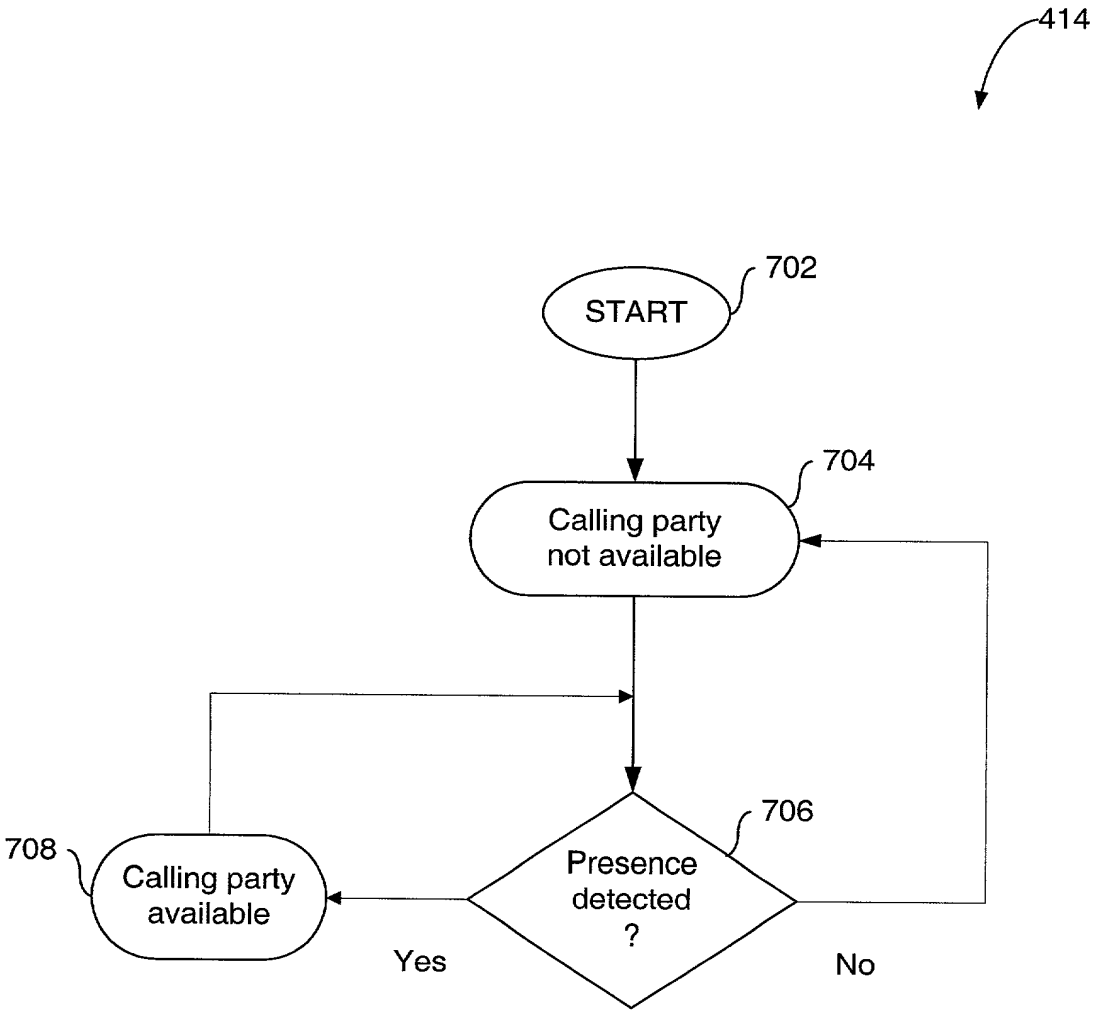 414
START
702
704
Calling party
not available
706
Presence
detected
?
708
Calling party
available
Yes
No